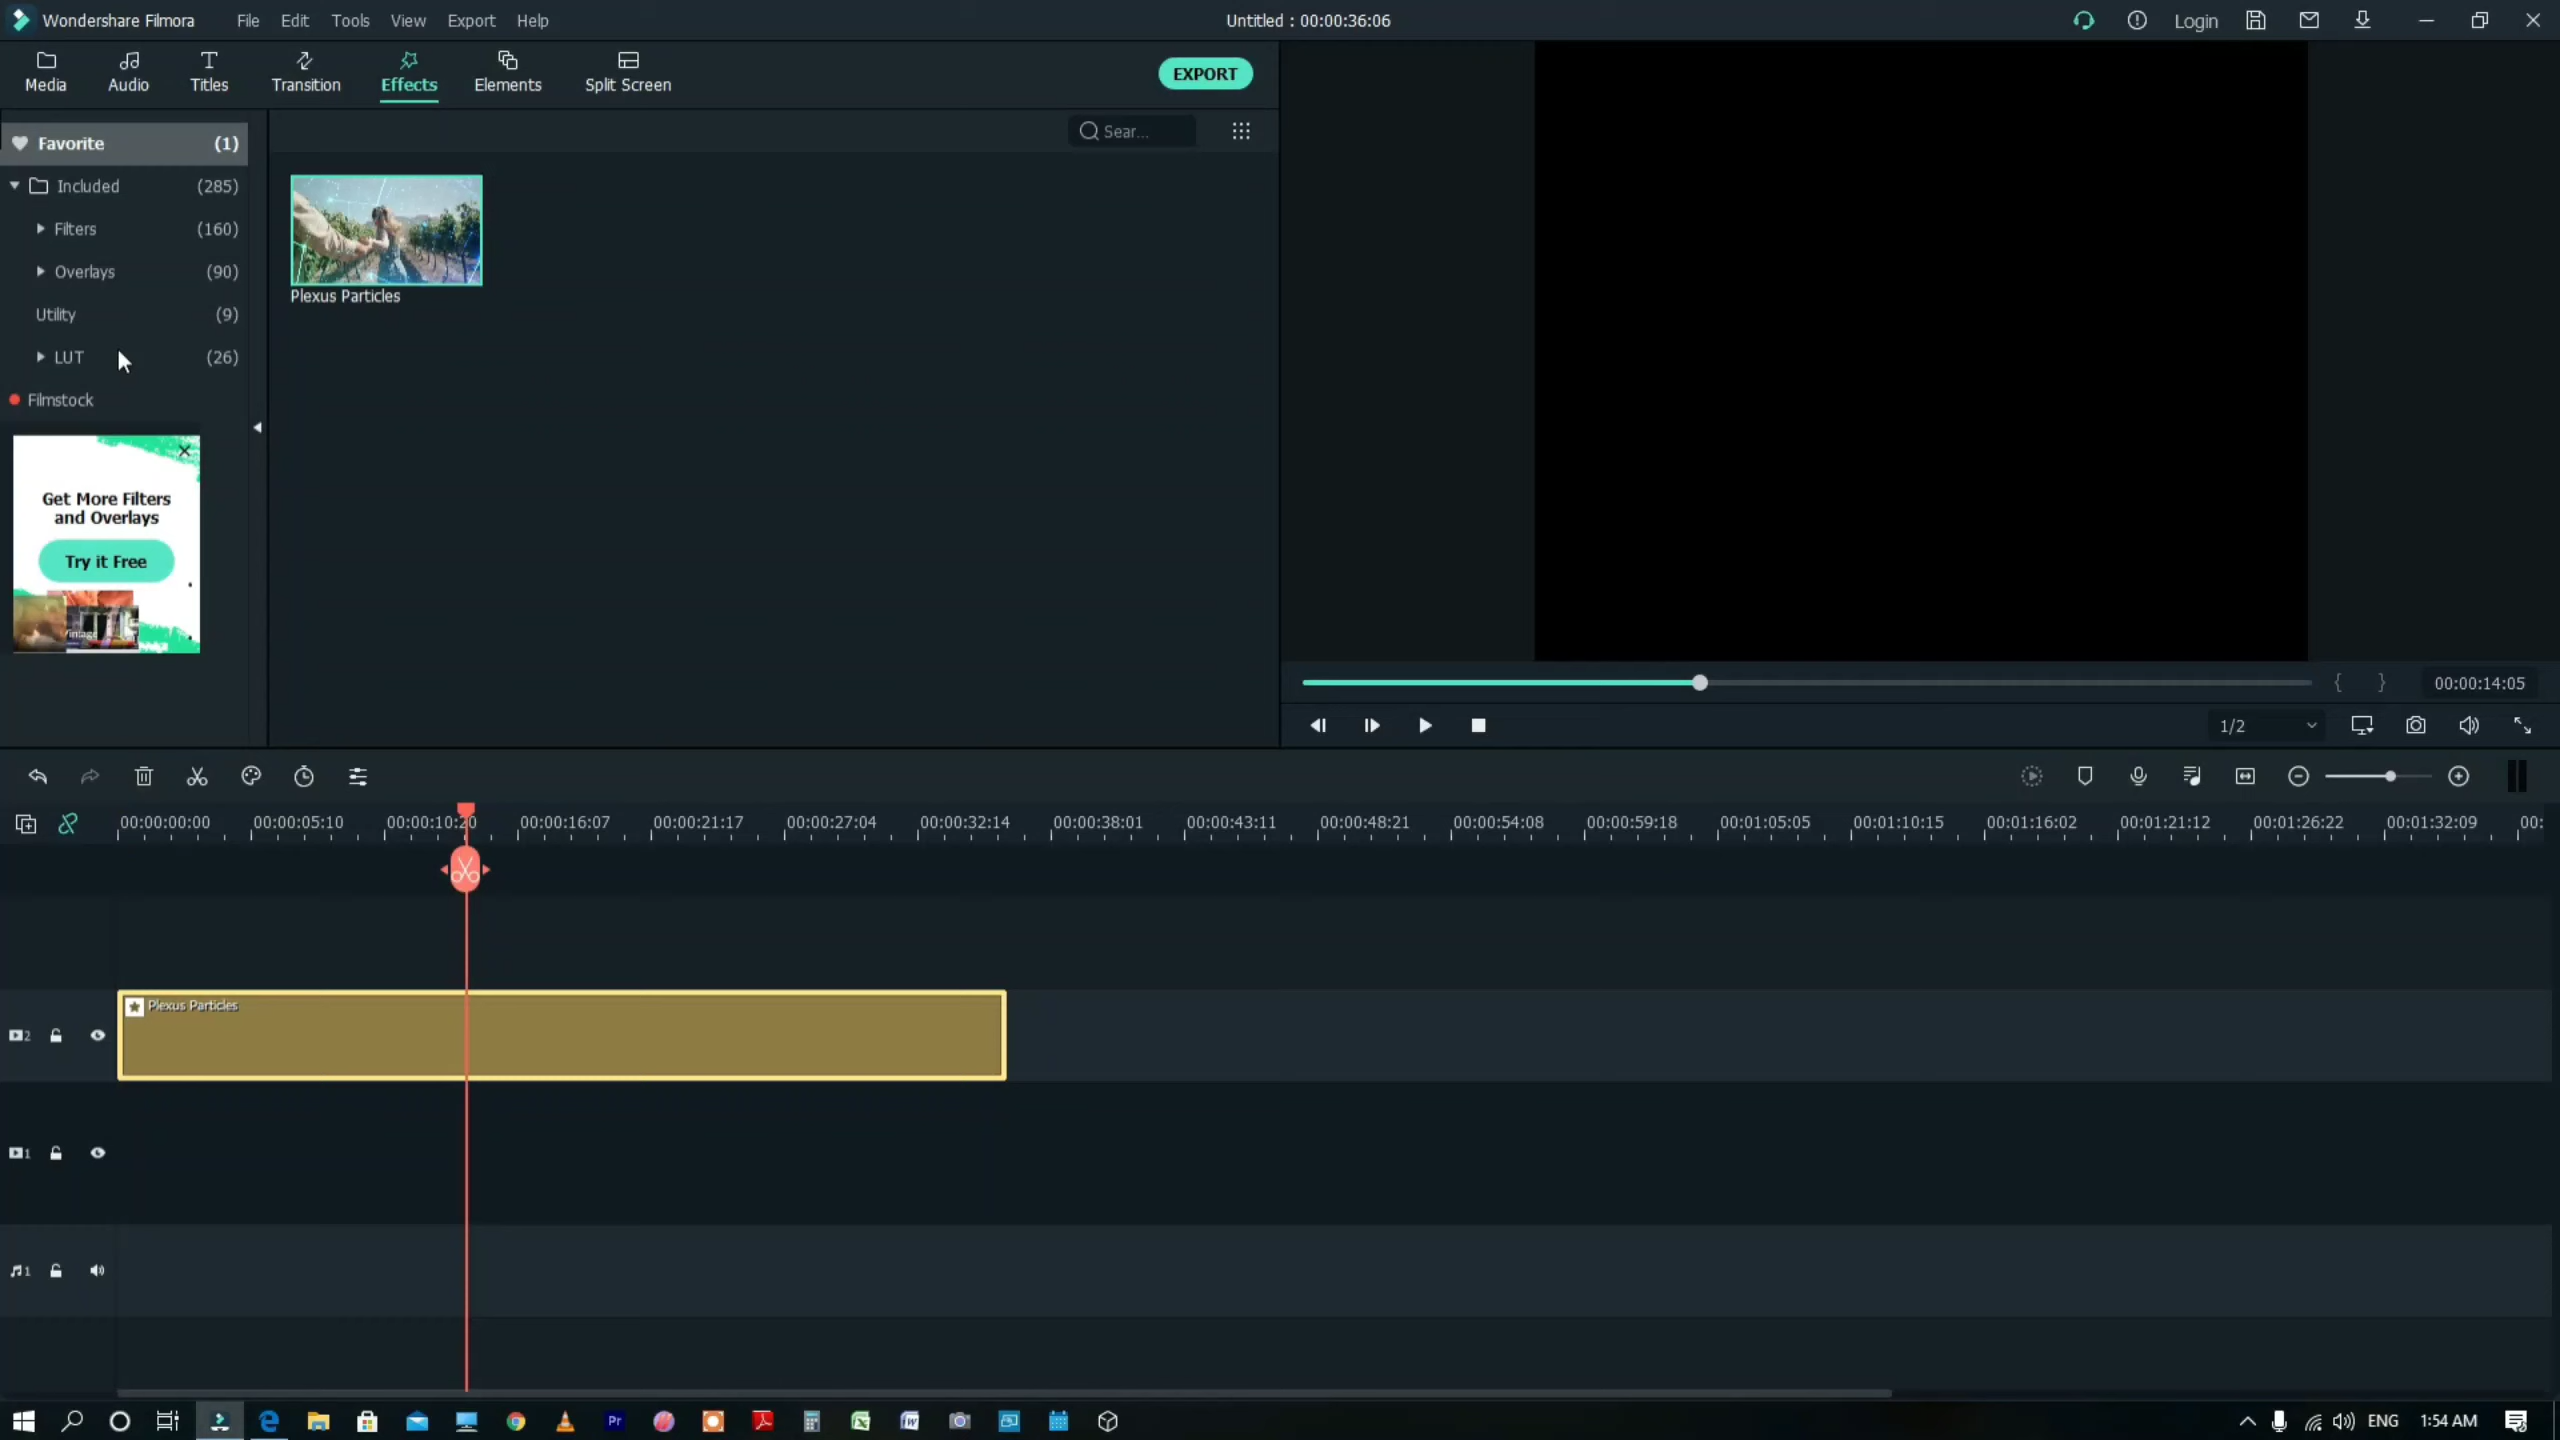 Wondershare Filmora File Edit Tools View Export Help Untitled : 00:00:36:06 Login
Media Audio Titles Transition Effects Elements Split Screen EXPORT
Favorite (1)
Sear...
Included (285)
Filters (160)
Overlays (90)
Utility (9)
LUT (26)
Filmstock
Plexus Particles
Get More Filters
and Overlays
Try it Free
00:00:14:05
1/2
00:00:00:00 00:00:05:10 00:00:10:20 00:00:16:07 00:00:21:17 00:00:27:04 00:00:32:14 00:00:38:01 00:00:43:11 00:00:48:21 00:00:54:08 00:00:59:18 00:01:05:05 00:01:10:15 00:01:16:02 00:01:21:12 00:01:26:22 00:01:32:09 00:
Plexus Particles
2
1
1
Pr ENG 1:54 AM